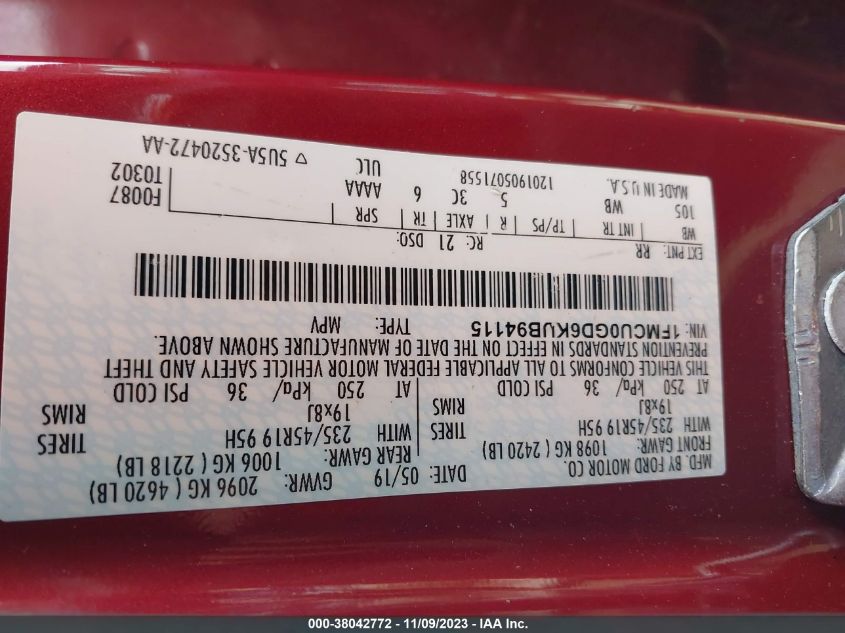 MFD. BY FORD MOTOR CO.
DATE: 05/19 GVWR: 2096 KG ( 4620 LB)
FRONT GAWR: 1098 KG ( 2420 LB) REAR GAWR: 1006 KG ( 2218 LB)
WITH 235/45R19 95H TIRES WITH 235/45R19 95H TIRES
19x8J RIMS 19x8J RIMS
AT 250 kPa/ 36 PSI COLD AT 250 kPa/ 36 PSI COLD
THIS VEHICLE CONFORMS TO ALL APPLICABLE FEDERAL MOTOR VEHICLE SAFETY AND THEFT
PREVENTION STANDARDS IN EFFECT ON THE DATE OF MANUFACTURE SHOWN ABOVE.
VIN: 1FMCU0GD6KUB94115 TYPE: MPV
EXT PNT: RR RC: 21 DSO:
WB INT TR TP/PS R AXLE TR SPR F0087
105 WB 5 3C 6 AAAA T0302
MADE IN U.S.A. 1201905071558 ULC ▽ 5U5A-3520472-AA
000-38042772 - 11/09/2023 - IAA Inc.